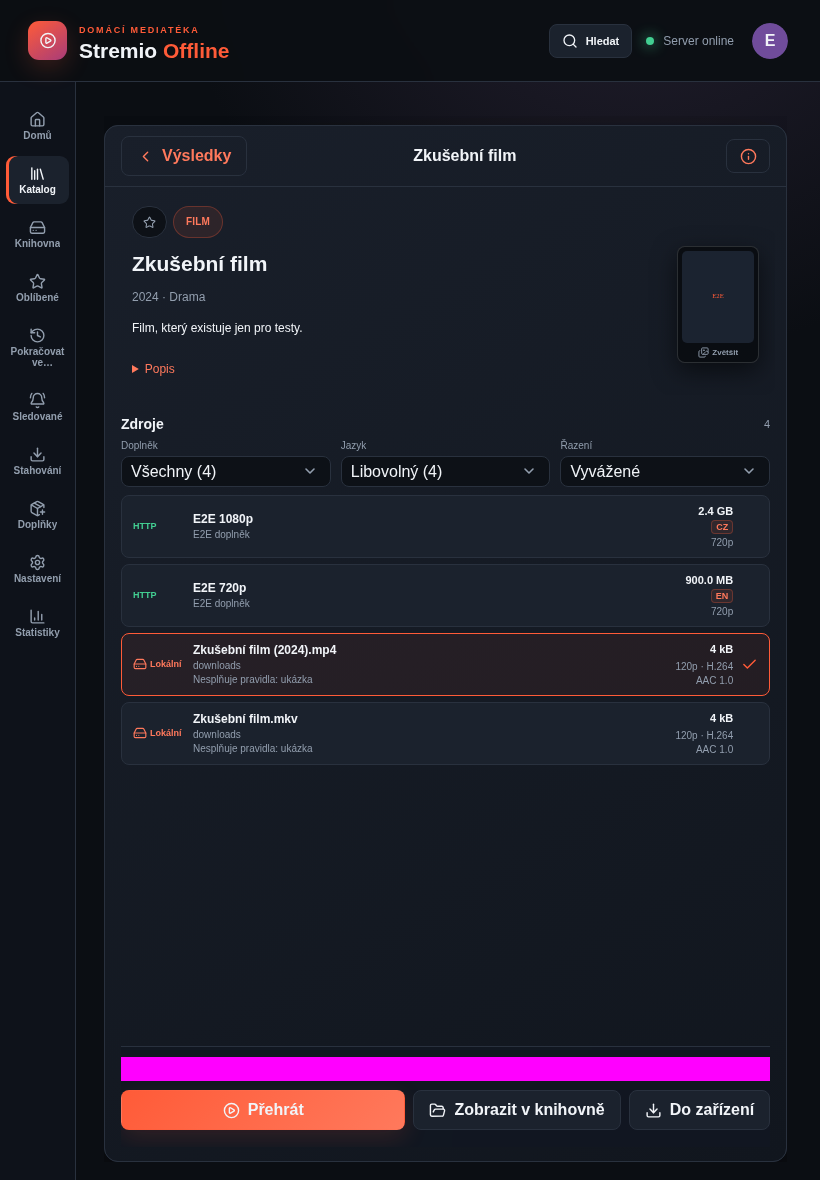 DOMÁCÍ MEDIATÉKA
Stremio Offline
Hledat
Server online
E
Domů
Katalog
Knihovna
Oblíbené
Pokračovat
ve…
Sledované
Stahování
Doplňky
Nastavení
Statistiky
Výsledky
Zkušební film
FILM
Zkušební film
2024 · Drama
Film, který existuje jen pro testy.
Popis
E2E
Zvětšit
Zdroje
4
Doplněk
Jazyk
Řazení
Všechny (4)
Libovolný (4)
Vyvážené
HTTP
E2E 1080p
E2E doplněk
2.4 GB
CZ
720p
HTTP
E2E 720p
E2E doplněk
900.0 MB
EN
720p
Lokální
Zkušební film (2024).mp4
downloads
Nesplňuje pravidla: ukázka
4 kB
120p · H.264
AAC 1.0
Lokální
Zkušební film.mkv
downloads
Nesplňuje pravidla: ukázka
4 kB
120p · H.264
AAC 1.0
Přehrát
Zobrazit v knihovně
Do zařízení